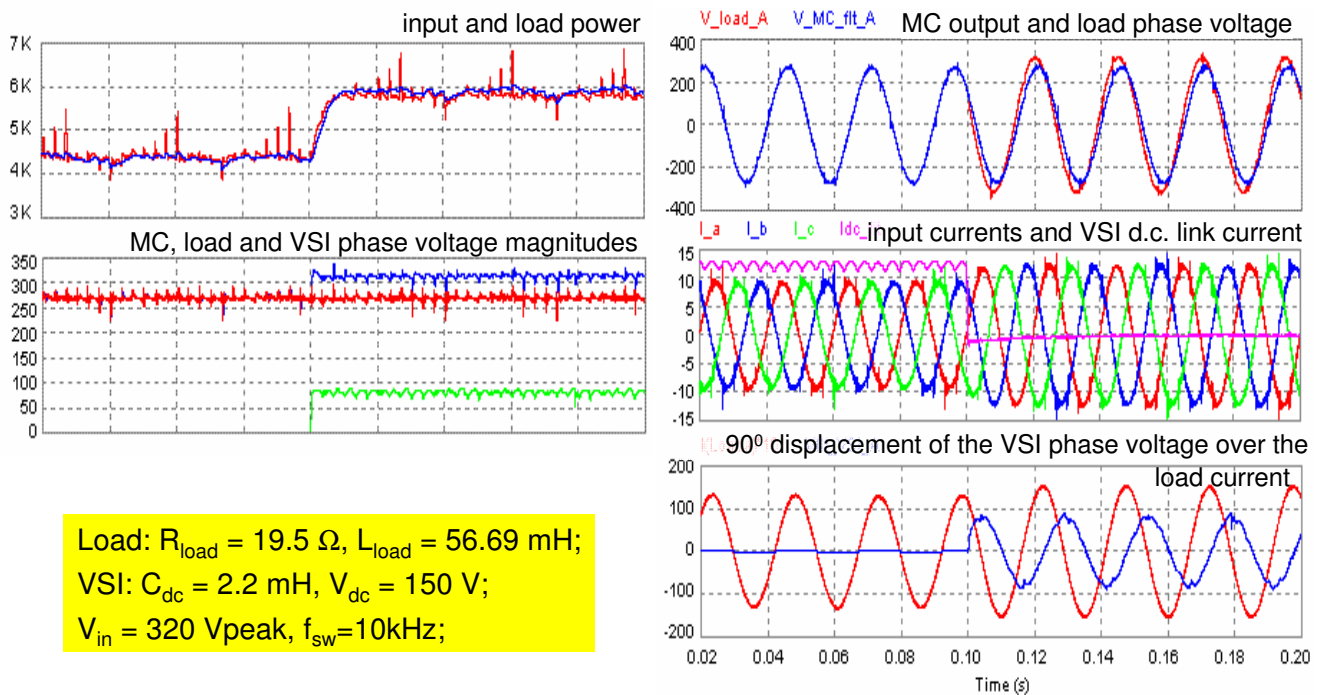 input and load power
7K
6K
5K
4K
3K
MC, load and VSI phase voltage magnitudes
350
300
250
200
150
100
50
0
Load: Rload = 19.5 Ω, Lload = 56.69 mH;
VSI: Cdc = 2.2 mH, Vdc = 150 V;
Vin = 320 Vpeak, fsw=10kHz;
V_load_A V_MC_flt_A MC output and load phase voltage
400
200
0
-200
-400
I_a I_b I_c Idc_ input currents and VSI d.c. link current
15
10
5
0
-5
-10
-15
90⁰ displacement of the VSI phase voltage over the
load current
200
100
0
-100
-200
0.02 0.04 0.06 0.08 0.10 0.12 0.14 0.16 0.18 0.20
Time (s)